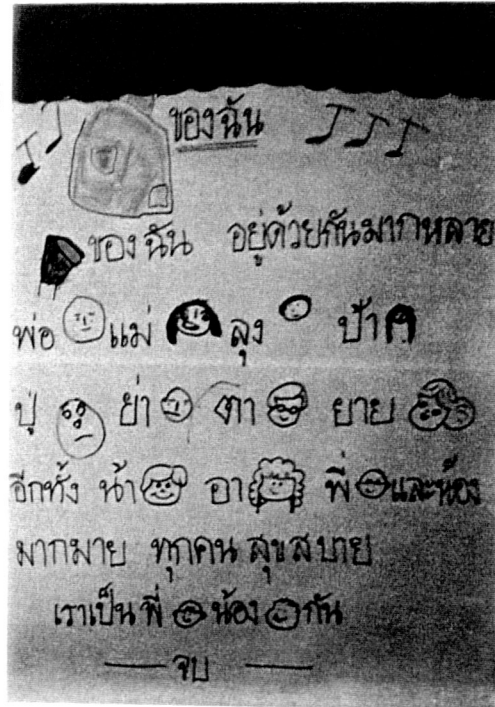 ของฉัน
ของฉัน อยู่ด้วยกันมากหลาย
พ่อ แม่ ลุง ป้า
ปู่ ย่า ตา ยาย
อีกทั้ง น้า อา พี่ และน้อง
มากมาย ทุกคน สุขสบาย
เราเป็น พี่ น้อง กัน
จบ